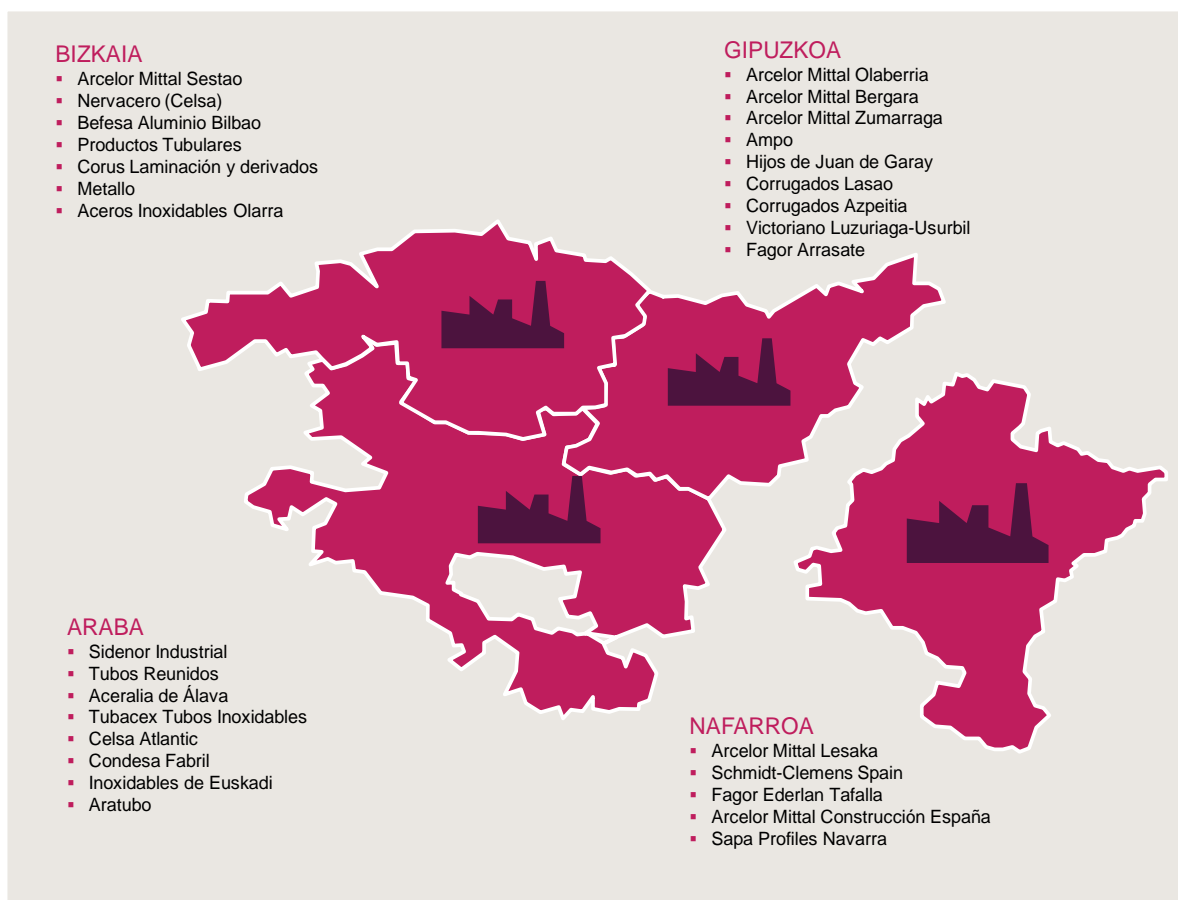 BIZKAIA
▪ Arcelor Mittal Sestao
▪ Nervacero (Celsa)
▪ Befesa Aluminio Bilbao
▪ Productos Tubulares
▪ Corus Laminación y derivados
▪ Metallo
▪ Aceros Inoxidables Olarra
GIPUZKOA
▪ Arcelor Mittal Olaberria
▪ Arcelor Mittal Bergara
▪ Arcelor Mittal Zumarraga
▪ Ampo
▪ Hijos de Juan de Garay
▪ Corrugados Lasao
▪ Corrugados Azpeitia
▪ Victoriano Luzuriaga-Usurbil
▪ Fagor Arrasate
ARABA
▪ Sidenor Industrial
▪ Tubos Reunidos
▪ Aceralia de Álava
▪ Tubacex Tubos Inoxidables
▪ Celsa Atlantic
▪ Condesa Fabril
▪ Inoxidables de Euskadi
▪ Aratubo
NAFARROA
▪ Arcelor Mittal Lesaka
▪ Schmidt-Clemens Spain
▪ Fagor Ederlan Tafalla
▪ Arcelor Mittal Construcción España
▪ Sapa Profiles Navarra